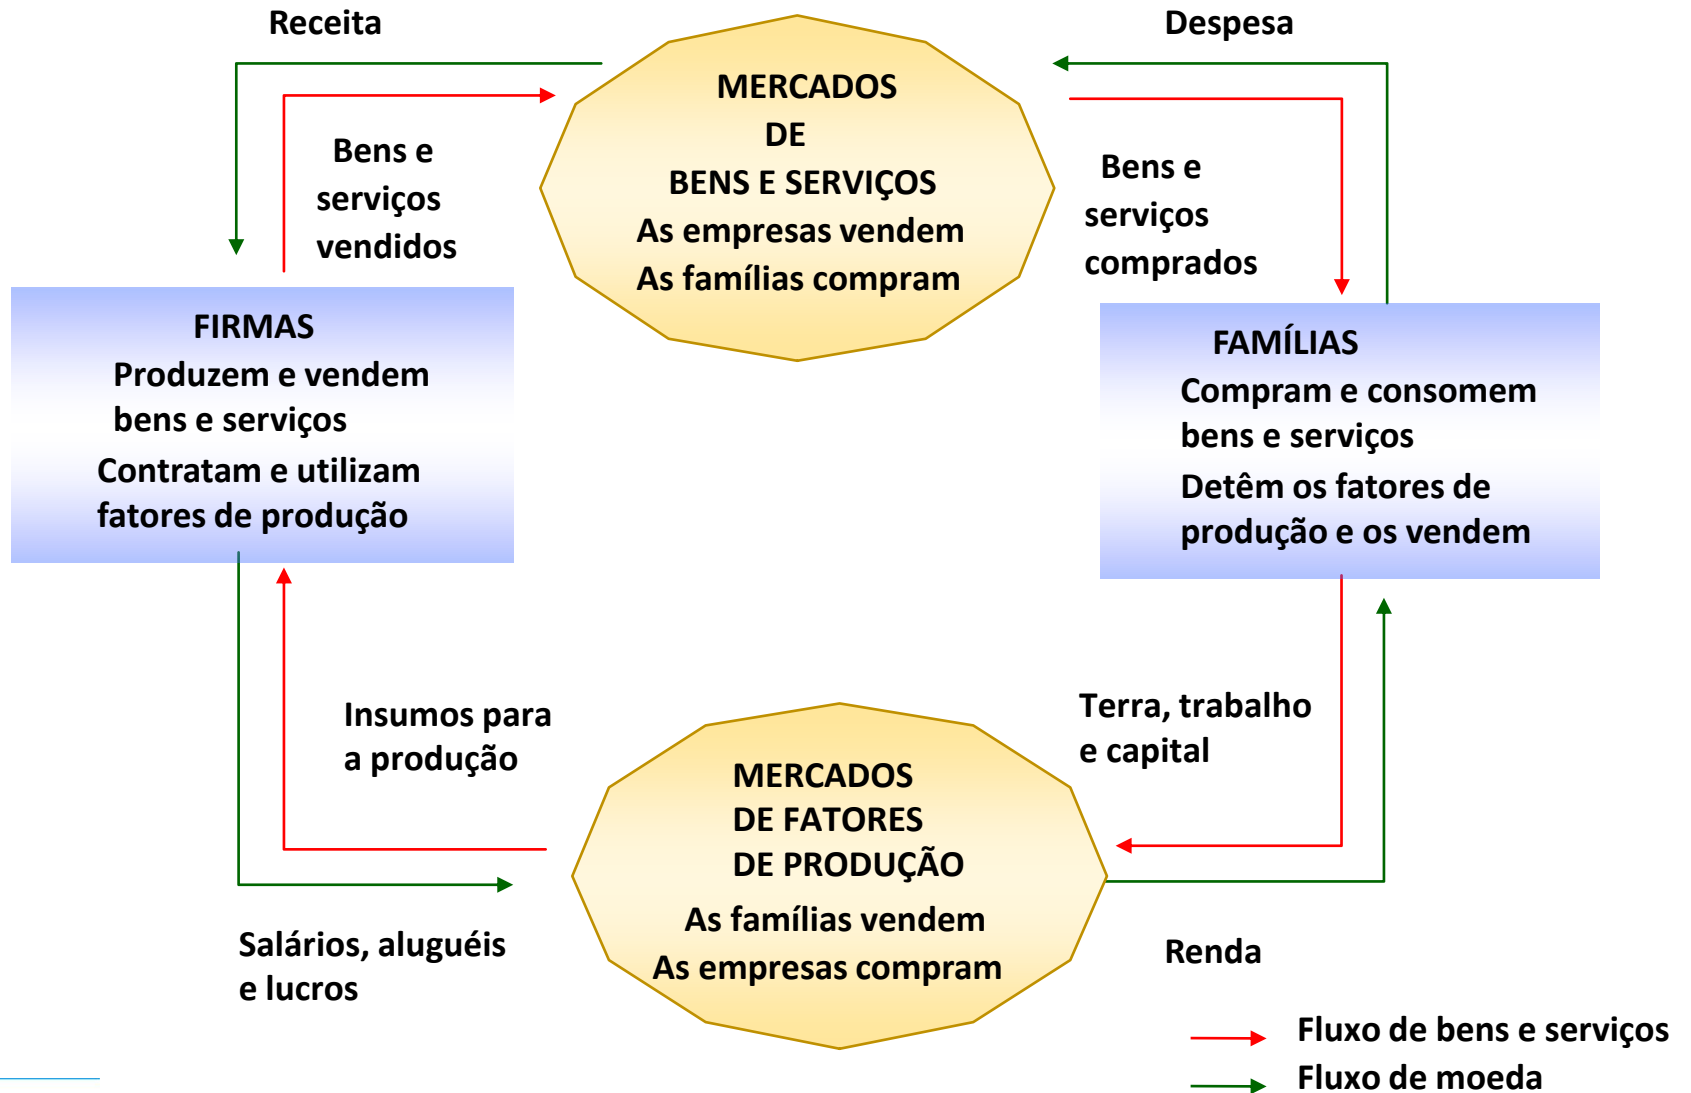 Receita
Despesa
MERCADOS
DE
BENS E SERVIÇOS
As empresas vendem
As famílias compram
Bens e
serviços
vendidos
Bens e
serviços
comprados
FIRMAS
Produzem e vendem
bens e serviços
Contratam e utilizam
fatores de produção
FAMÍLIAS
Compram e consomem
bens e serviços
Detêm os fatores de
produção e os vendem
Insumos para
a produção
Terra, trabalho
e capital
MERCADOS
DE FATORES
DE PRODUÇÃO
As famílias vendem
As empresas compram
Salários, aluguéis
e lucros
Renda
Fluxo de bens e serviços
Fluxo de moeda